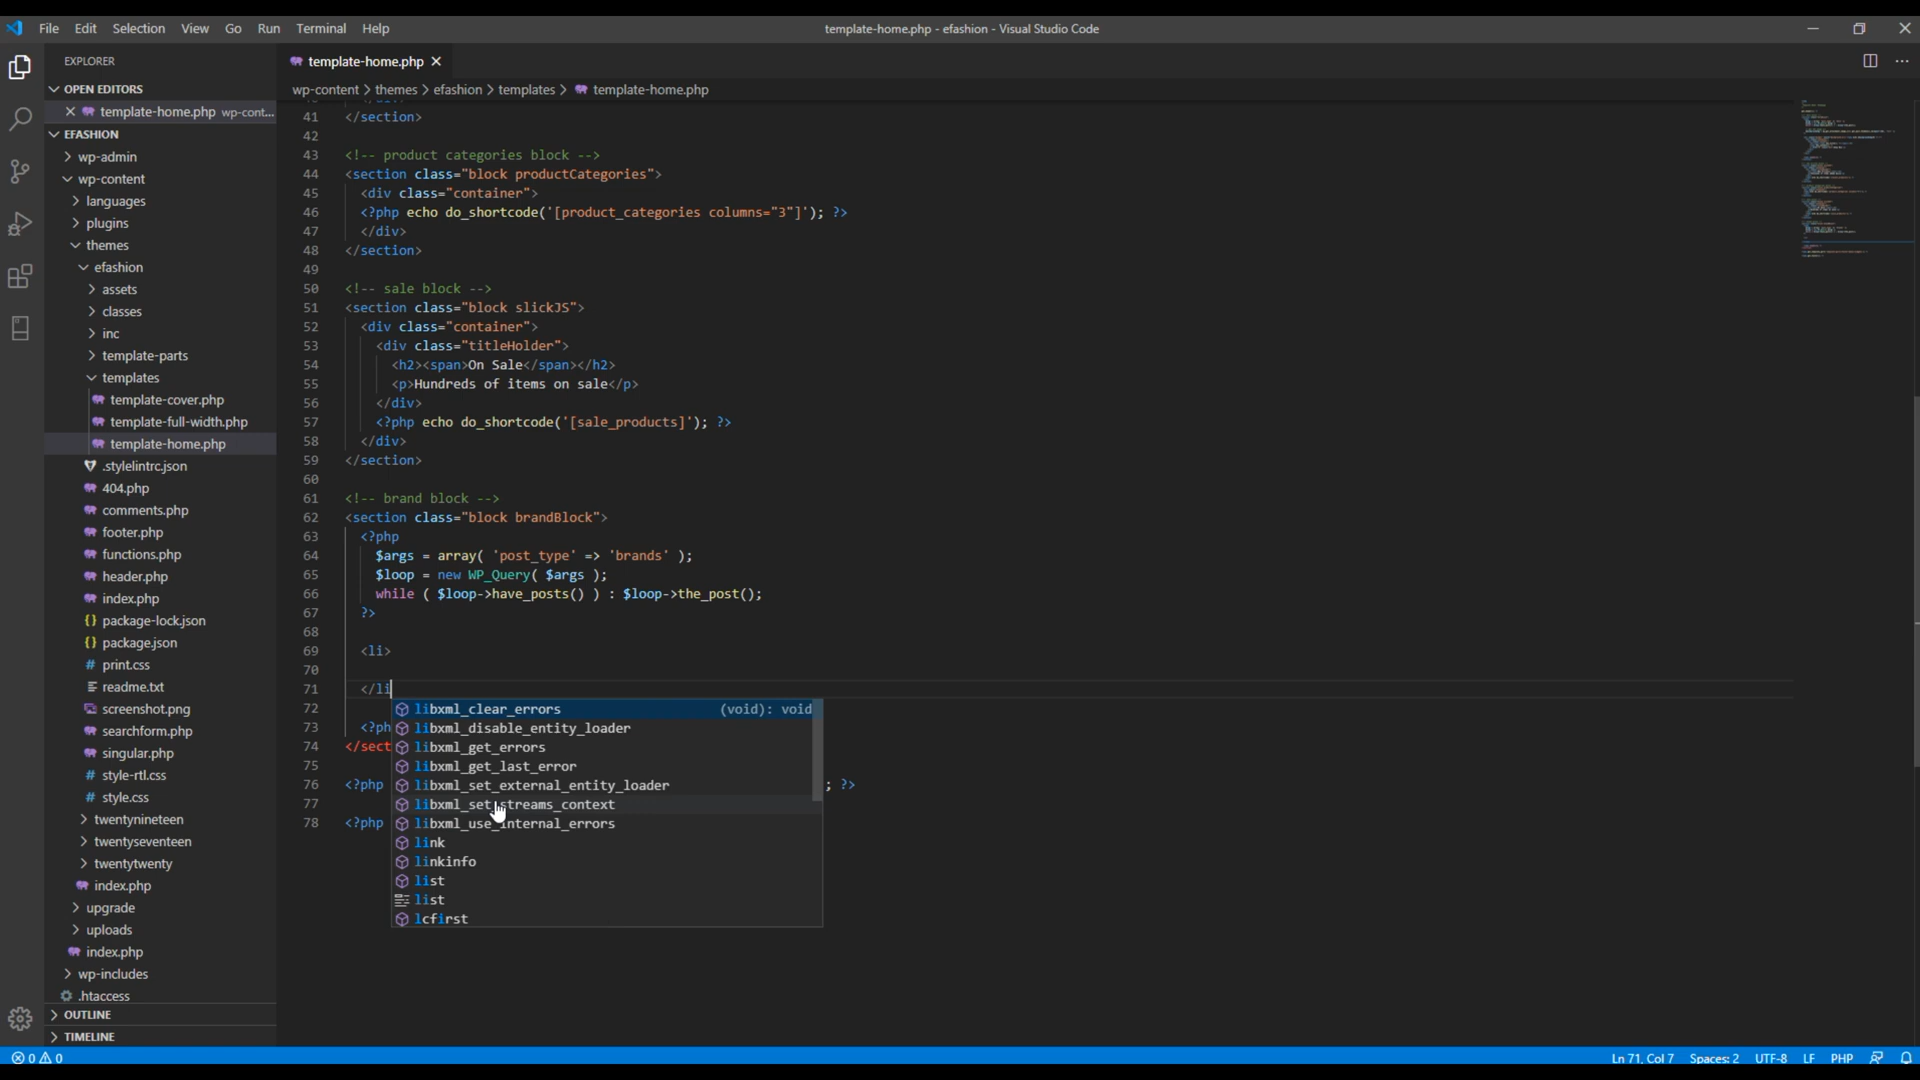 File Edit Selection View Go Run Terminal Help
template-home.php - efashion - Visual Studio Code
EXPLORER
OPEN EDITORS
template-home.php wp-cont...
EFASHION
wp-admin
wp-content
languages
plugins
themes
efashion
assets
classes
inc
template-parts
templates
template-cover.php
template-full-width.php
template-home.php
.stylelintrc.json
404.php
comments.php
footer.php
functions.php
header.php
index.php
package-lock.json
package.json
print.css
readme.txt
screenshot.png
searchform.php
singular.php
style-rtl.css
style.css
twentynineteen
twentyseventeen
twentytwenty
index.php
upgrade
uploads
index.php
wp-includes
.htaccess
OUTLINE
TIMELINE
template-home.php
wp-content > themes > efashion > templates > template-home.php
41 </section>
42
43 <!-- product categories block -->
44 <section class="block productCategories">
45 <div class="container">
46 <?php echo do_shortcode('[product_categories columns="3"]'); ?>
47 </div>
48 </section>
49
50 <!-- sale block -->
51 <section class="block slickJS">
52 <div class="container">
53 <div class="titleHolder">
54 <h2><span>On Sale</span></h2>
55 <p>Hundreds of items on sale</p>
56 </div>
57 <?php echo do_shortcode('[sale_products]'); ?>
58 </div>
59 </section>
60
61 <!-- brand block -->
62 <section class="block brandBlock">
63 <?php
64 $args = array( 'post_type' => 'brands' );
65 $loop = new WP_Query( $args );
66 while ( $loop->have_posts() ) : $loop->the_post();
67 ?>
68
69 <li>
70
71 </li
72
73 <?ph
74 </sect
75
76 <?php ; ?>
77
78 <?php
libxml_clear_errors (void): void
libxml_disable_entity_loader
libxml_get_errors
libxml_get_last_error
libxml_set_external_entity_loader
libxml_set_streams_context
libxml_use_internal_errors
link
linkinfo
list
list
lcfirst
0 0
Ln 71, Col 7 Spaces: 2 UTF-8 LF PHP